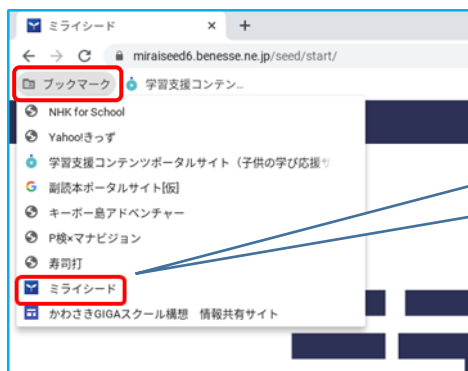 ミライシード
miraiseed6.benesse.ne.jp/seed/start/
ブックマーク 学習支援コンテン...
NHK for School
Yahoo!きっず
学習支援コンテンツポータルサイト（子供の学び応援サ
副読本ポータルサイト[仮]
キーボー島アドベンチャー
P検×マナビジョン
寿司打
ミライシード
かわさきGIGAスクール構想 情報共有サイト